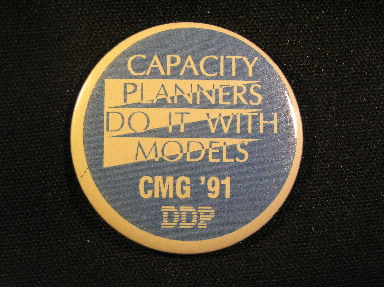 CAPACITY
PLANNERS
DO IT WITH
MODELS
CMG '91
DDP